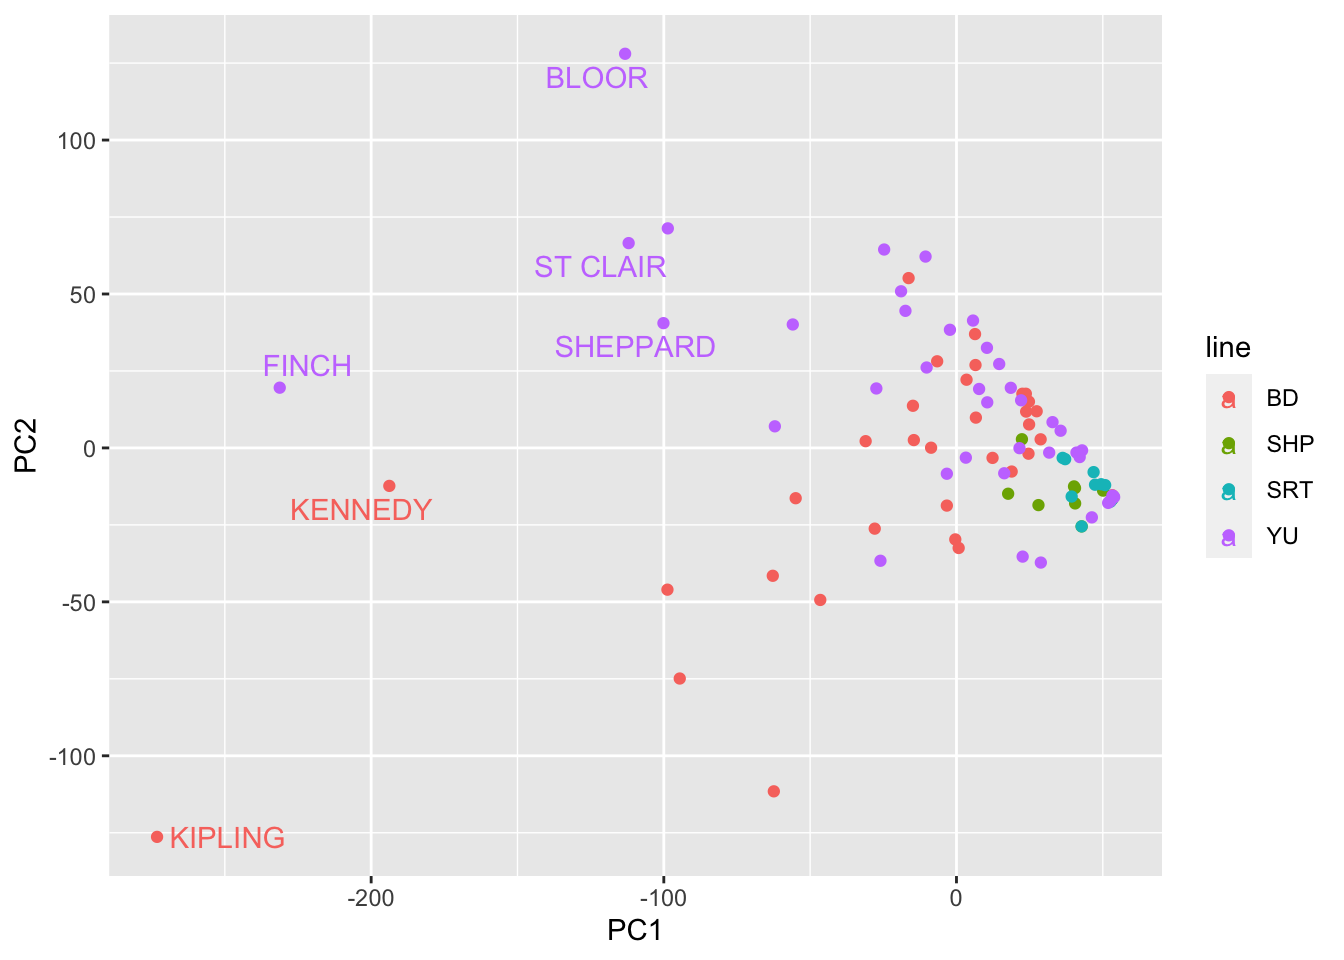 BLOOR
100
ST CLAIR
50
SHEPPARD
FINCH
line
a BD
a SHP
a SRT
a YU
PC2
0
KENNEDY
-50
-100
KIPLING
-200
-100
0
PC1